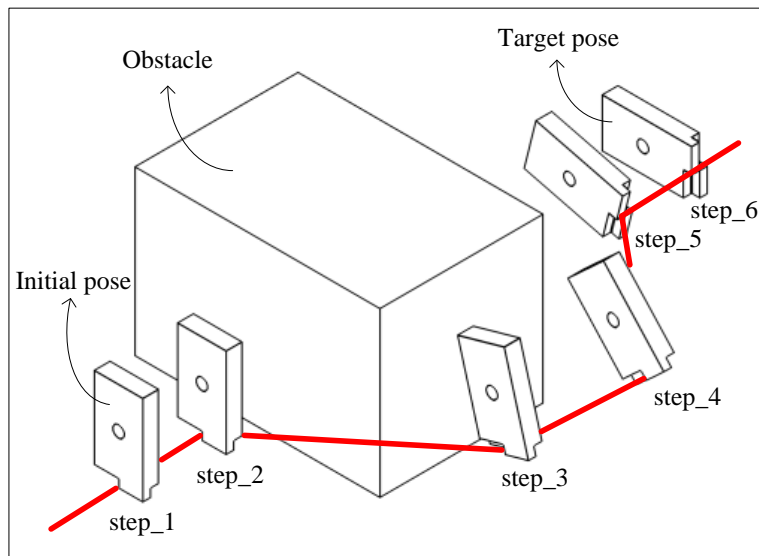 Target pose
Obstacle
Initial pose
step_6
step_5
step_4
step_2
step_3
step_1